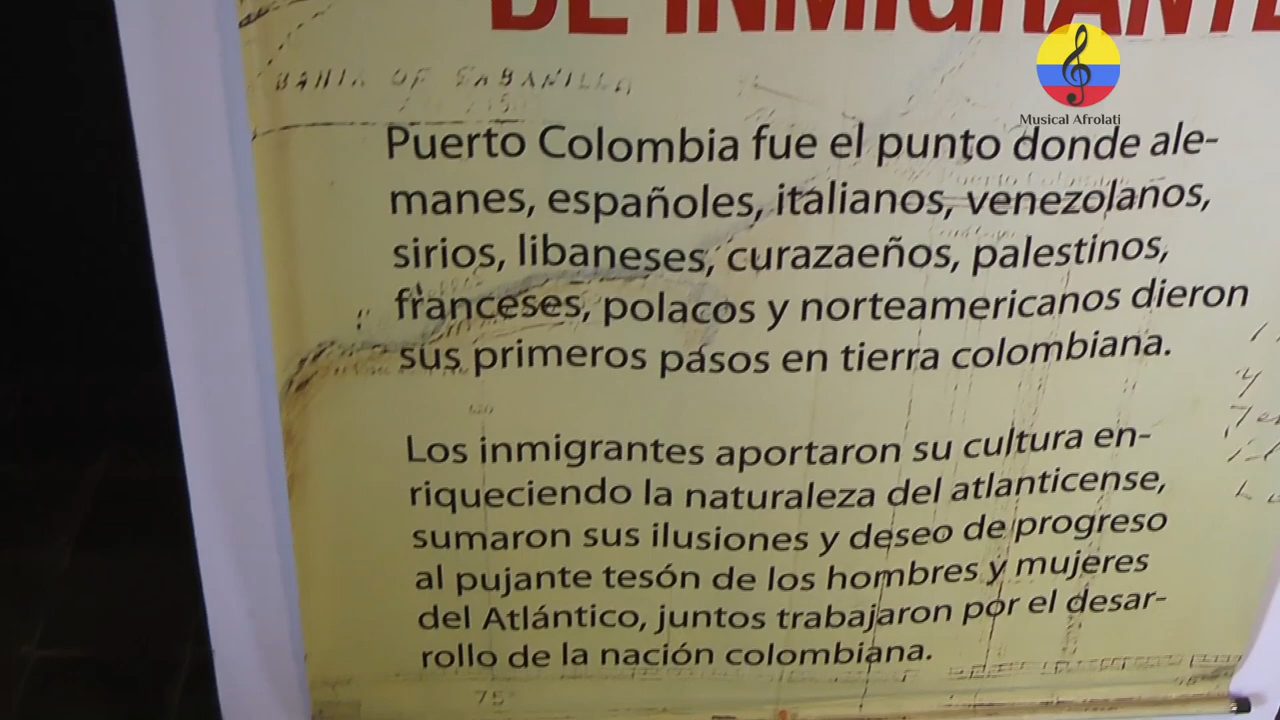 DE INMIGRANTE
BAHIA OF SABANILLA
Musical Afrolati
Puerto Colombia fue el punto donde ale-
manes, españoles, italianos, venezolanos,
sirios, libaneses, curazaeños, palestinos,
franceses, polacos y norteamericanos dieron
sus primeros pasos en tierra colombiana.
Los inmigrantes aportaron su cultura en-
riqueciendo la naturaleza del atlanticense,
sumaron sus ilusiones y deseo de progreso
al pujante tesón de los hombres y mujeres
del Atlántico, juntos trabajaron por el desar-
rollo de la nación colombiana.
75